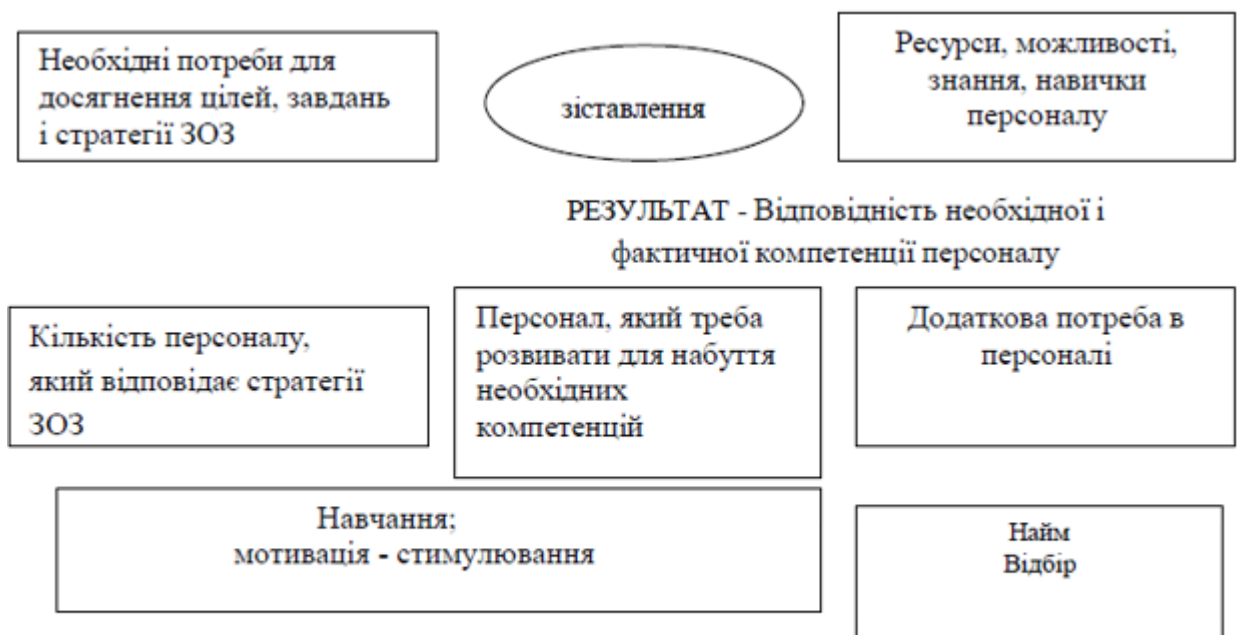 Необхідні потреби для
досягнення цілей, завдань
і стратегії ЗОЗ
зіставлення
Ресурси, можливості,
знання, навички
персоналу
РЕЗУЛЬТАТ - Відповідність необхідної і
фактичної компетенції персоналу
Кількість персоналу,
який відповідає стратегії
ЗОЗ
Персонал, який треба
розвивати для набуття
необхідних
компетенцій
Додаткова потреба в
персоналі
Навчання;
мотивація - стимулювання
Найм
Відбір